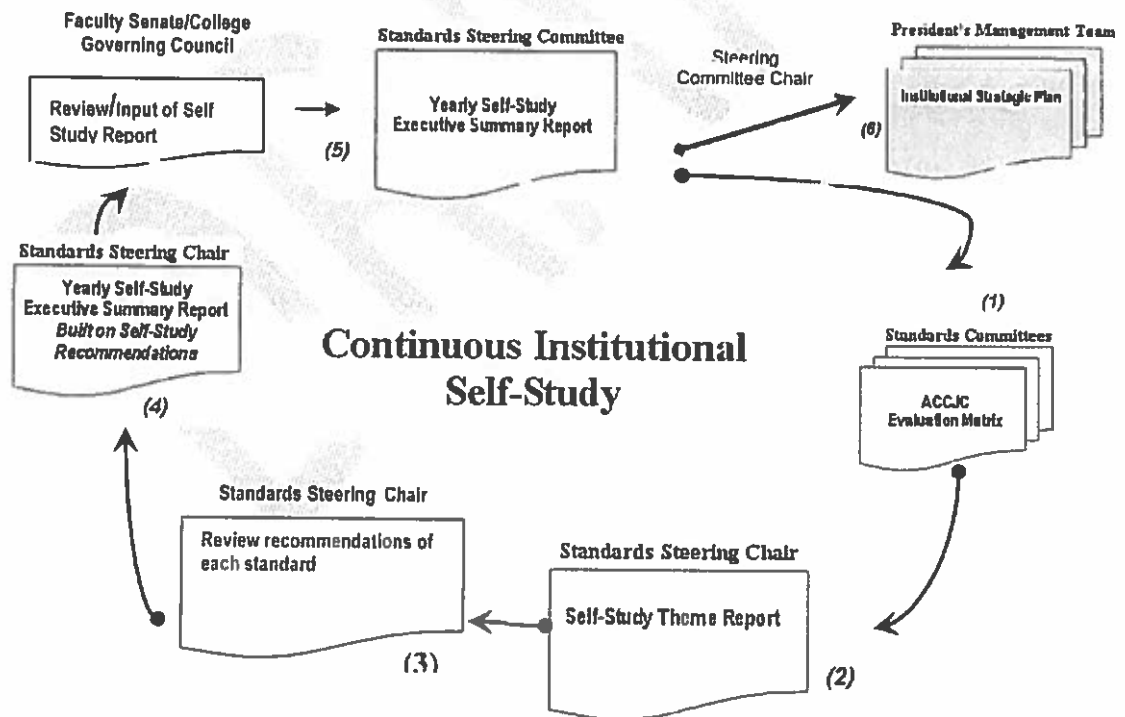 Faculty Senate/College
Governing Council
Review/Input of Self
Study Report
(5)
Standards Steering Committee
Yearly Self-Study
Executive Summary Report
Steering
Committee Chair
President's Management Team
Institutional Strategic Plan
(6)
(1)
Standards Committees
ACCJC
Evaluation Matrix
Standards Steering Chair
Yearly Self-Study
Executive Summary Report
Built on Self-Study
Recommendations
(4)
Continuous Institutional
Self-Study
Standards Steering Chair
Review recommendations of
each standard
(3)
Standards Steering Chair
Self-Study Theme Report
(2)